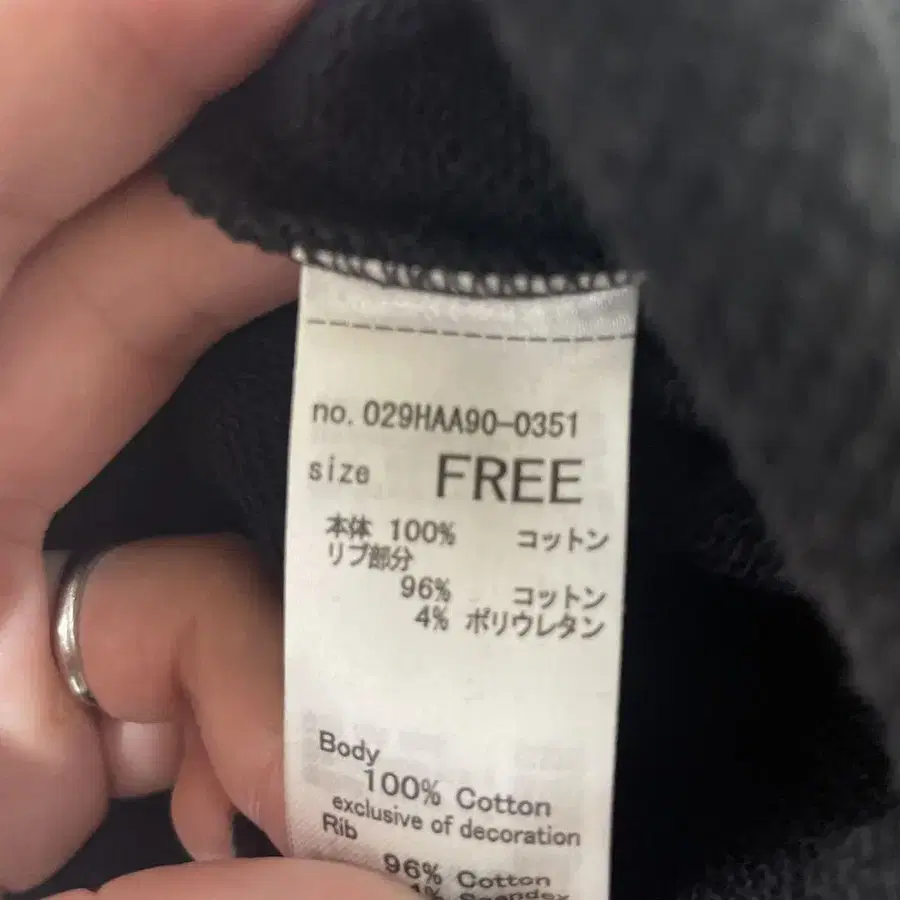 no. 029HAA90-0351
size FREE
本体 100% コットン
リブ部分
96% コットン
4% ポリウレタン
Body
100% Cotton
exclusive of decoration
Rib
96% Cotton
Spandex